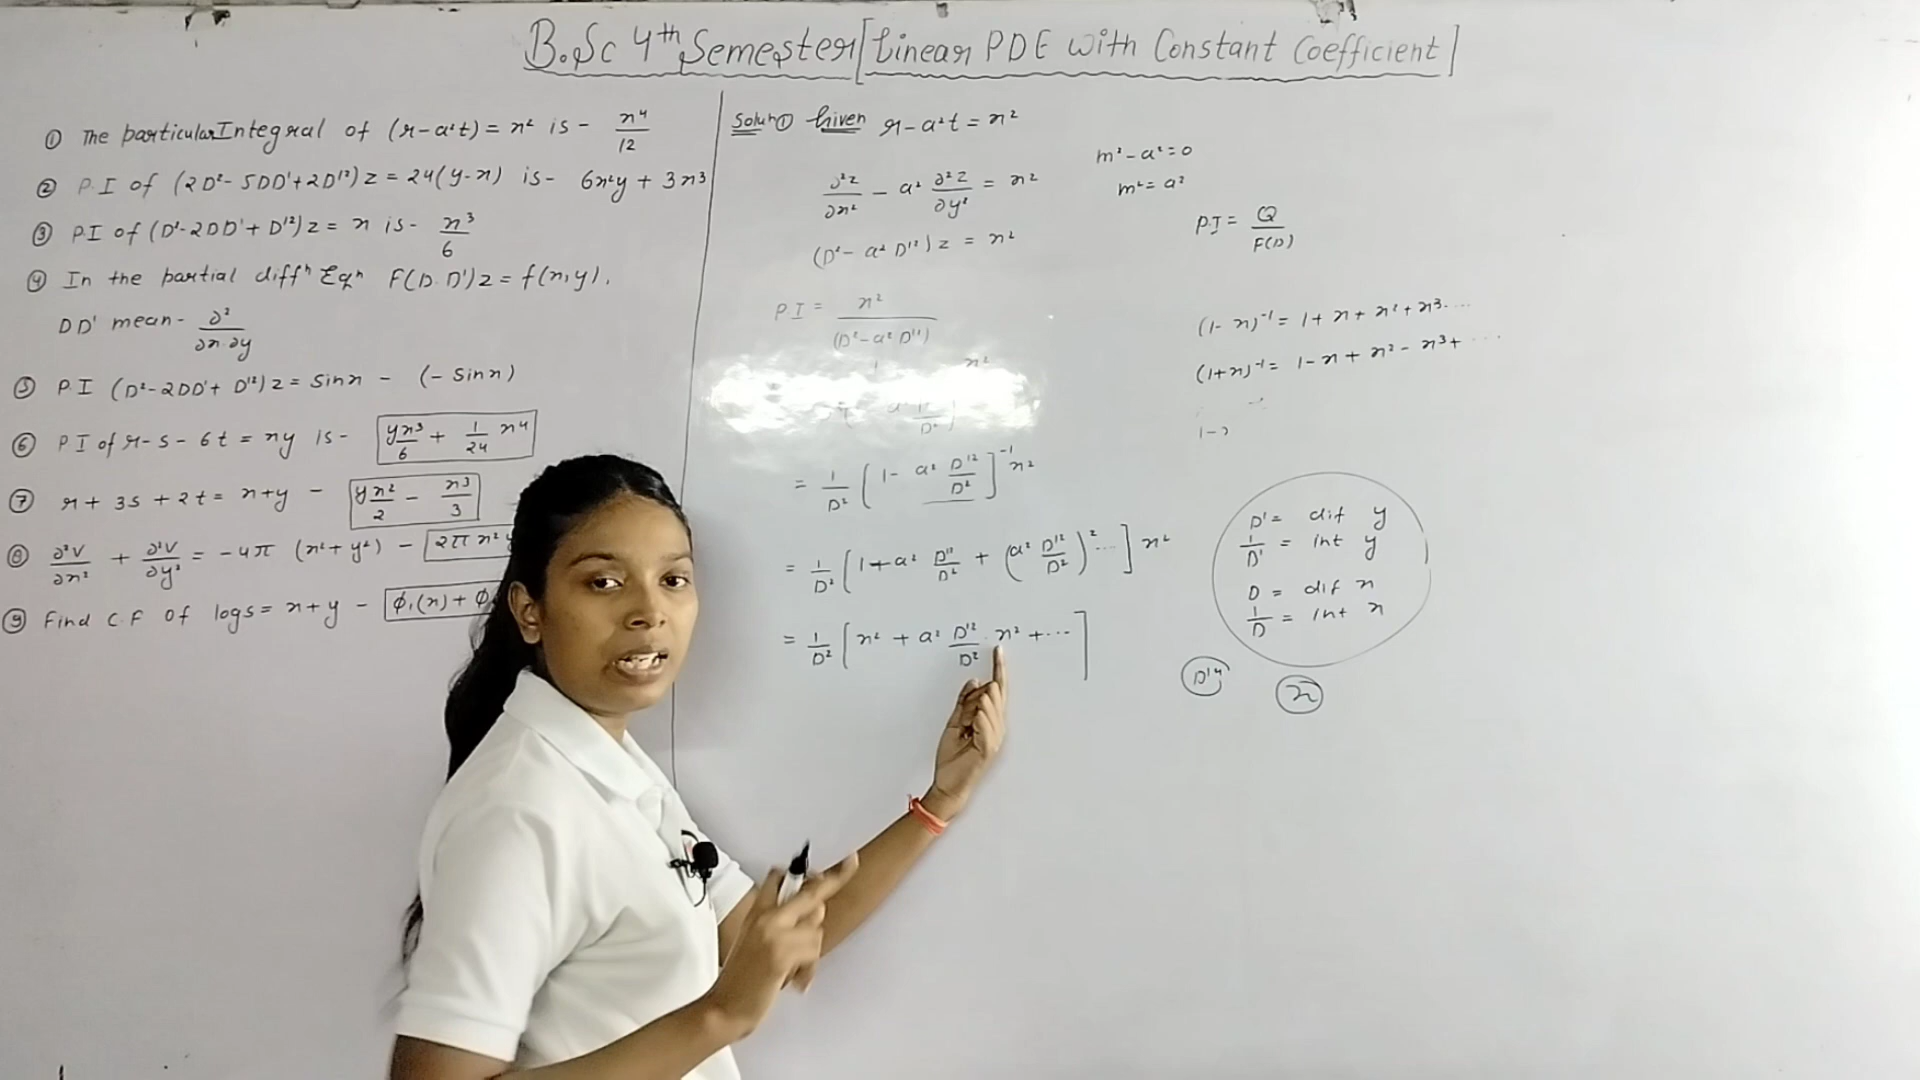 B.Sc 4th Semester [Linear PDE with Constant Coefficient]
① The particular Integral of (r-a²t) = x² is - x⁴/12
② P.I of (2D²-5DD'+2D'²)z = 24(y-x) is - 6x²y + 3x³
③ P.I of (D²-2DD'+D'²)z = x is - x³/6
④ In the partial diffⁿ Eqⁿ F(D.D')z = f(x,y).
DD' mean - ∂²/∂x.∂y
⑤ P.I (D²-2DD'+D'²)z = Sinx - (-Sinx)
⑥ P.I of r-s-6t = xy is - yx³/6 + 1/24 x⁴
⑦ r+3s+2t = x+y - yx²/2 - x³/3
⑧ ∂²V/∂x² + ∂²V/∂y² = -4π (x²+y²) - 2πx²y
⑨ Find C.F of logs = x+y - ϕ₁(x) + ϕ
Soluⁿ① Given r-a²t = x²
∂²z/∂x² - a² ∂²z/∂y² = x²
(D²-a²D'²)z = x²
P.I = x²/(D²-a²D'²)
x²
= 1/D² [1 - a² D'²/D²]⁻¹ x²
= 1/D² [1+a² D'²/D² + (a² D'²/D²)² ...] x²
= 1/D² [x² + a² D'²/D² . x² + ...]
m²-a²=0
m²=a²
P.I = Q/F(D)
(1-x)⁻¹ = 1+x+x²+x³....
(1+x)⁻¹ = 1-x+x²-x³+ ....
D' = dif y
1/D' = int y
D = dif x
1/D = int x
x